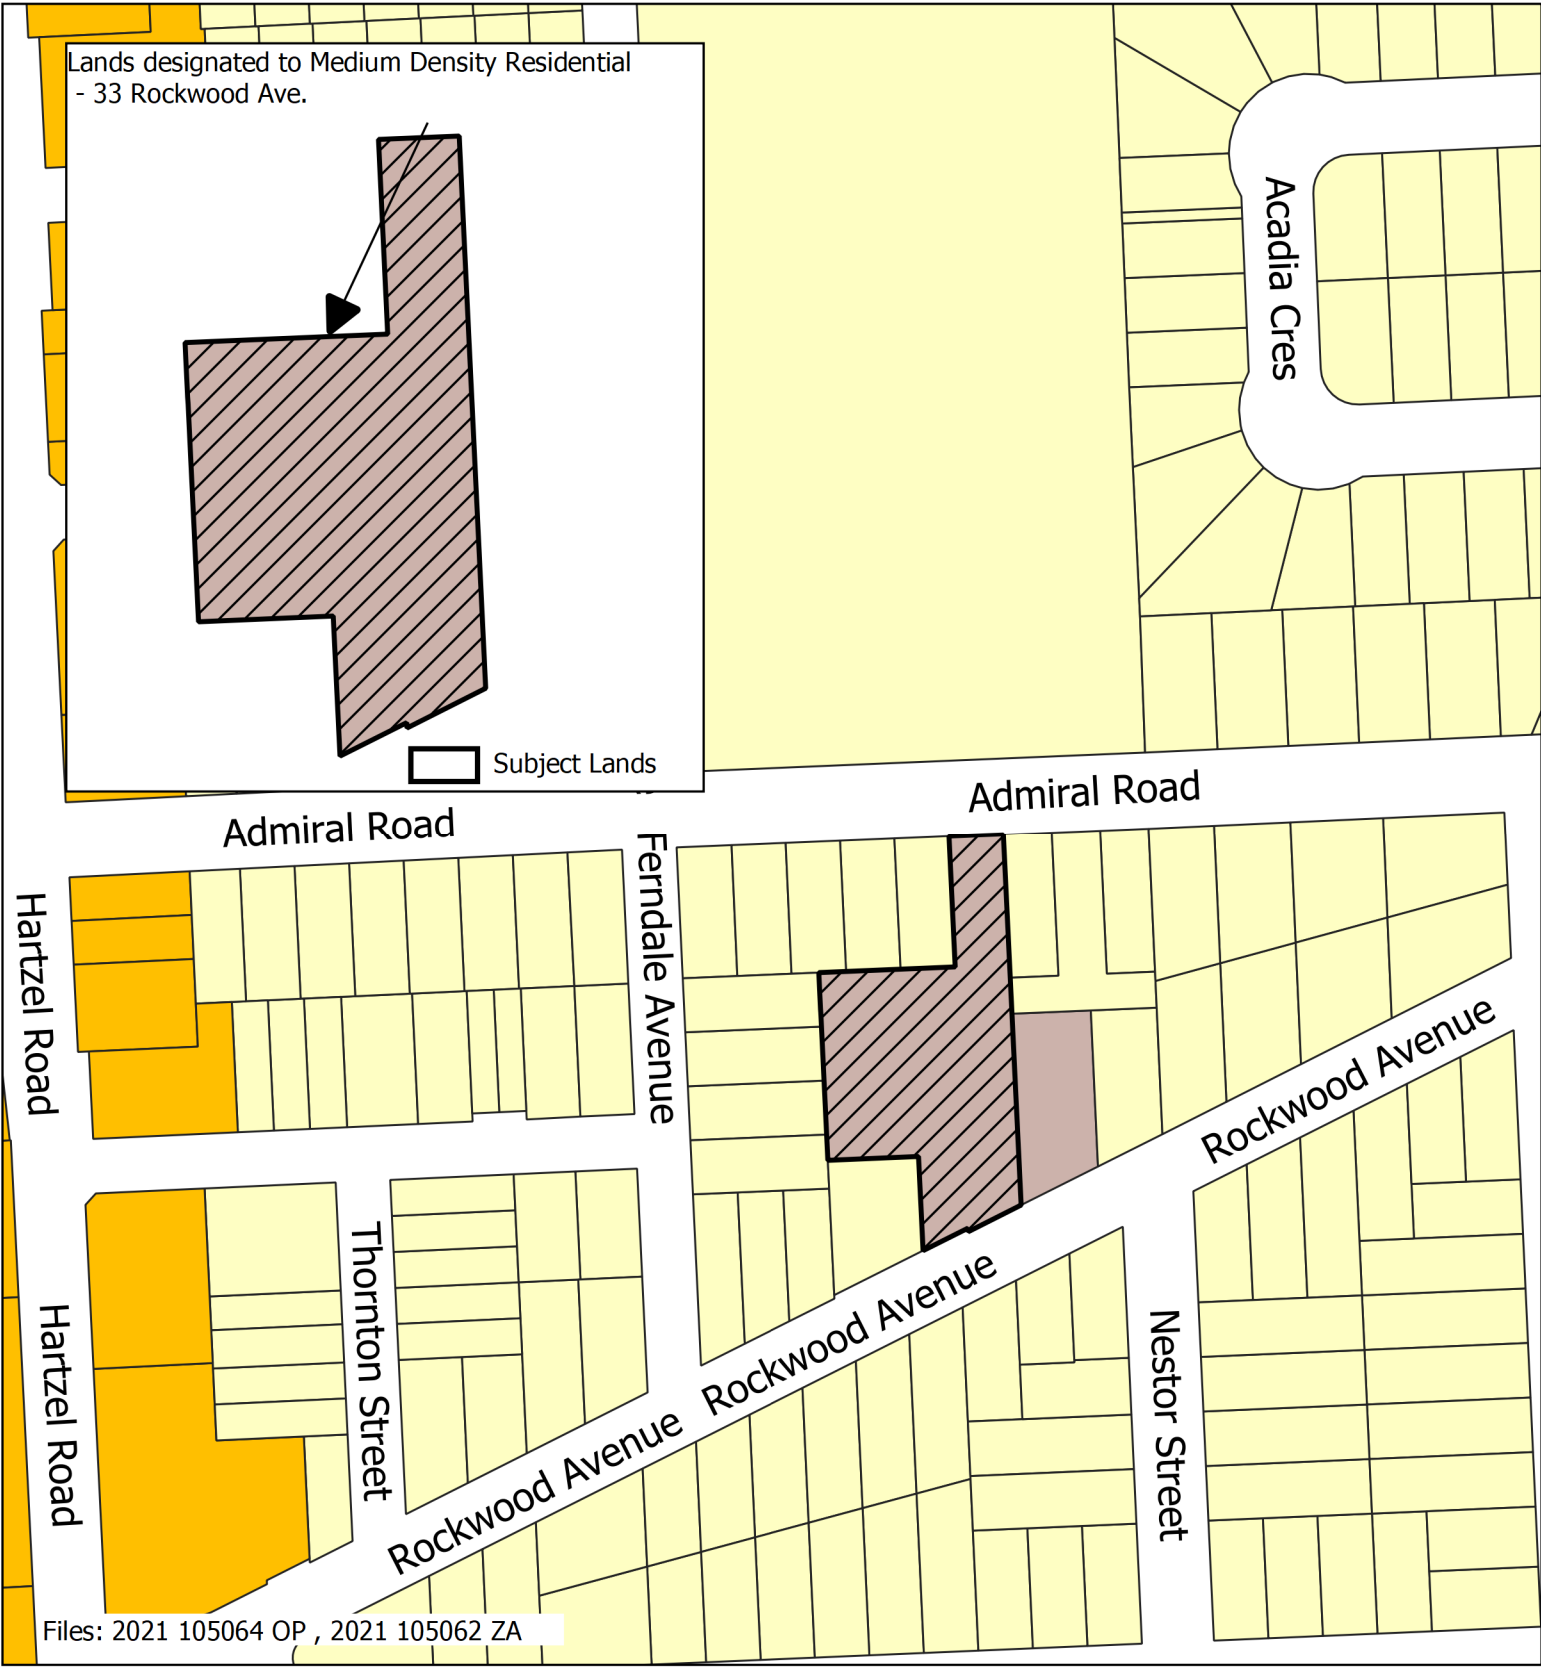 Lands designated to Medium Density Residential
- 33 Rockwood Ave.
Subject Lands
Acadia Cres
Admiral Road
Admiral Road
Hartzel Road
Ferndale Avenue
Rockwood Avenue
Thornton Street
Rockwood Avenue
Hartzel Road
Nestor Street
Rockwood Avenue
Files: 2021 105064 OP , 2021 105062 ZA